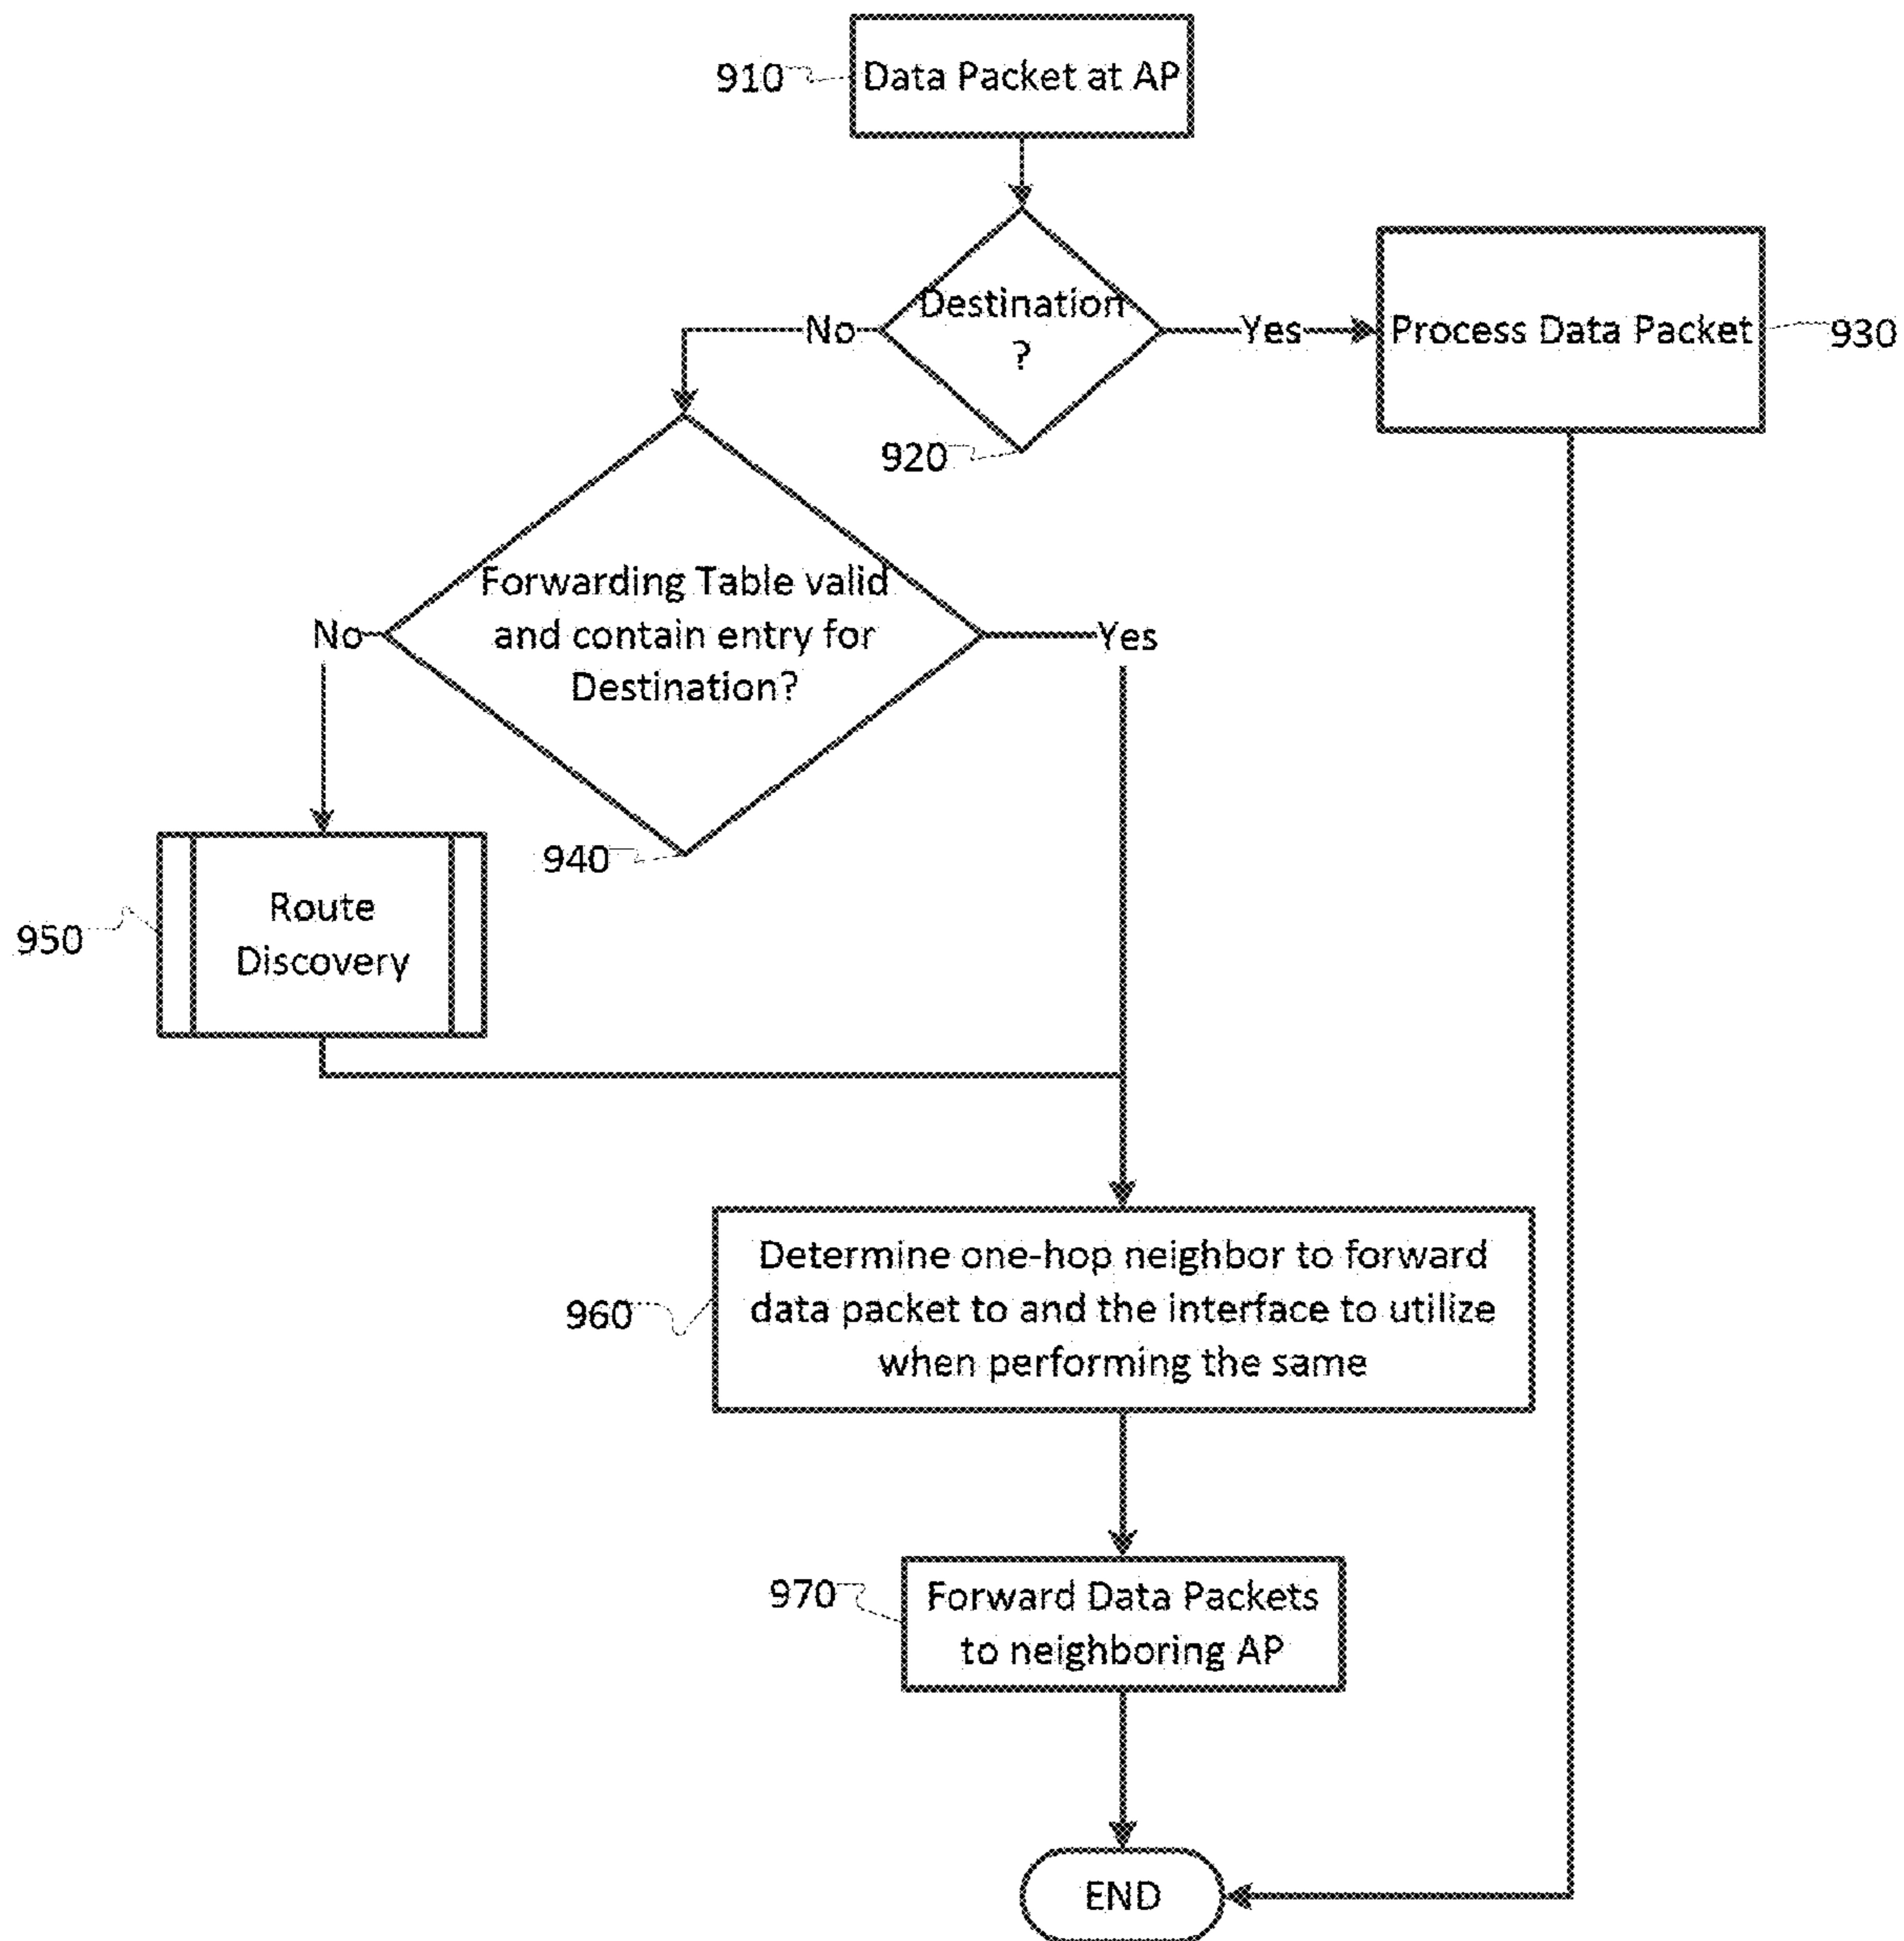 910
Data Packet at AP
Destination
?
No
Yes
Process Data Packet
930
920
Forwarding Table valid
and contain entry for
Destination?
No
Yes
940
Route
Discovery
950
Determine one-hop neighbor to forward
data packet to and the interface to utilize
when performing the same
960
970
Forward Data Packets
to neighboring AP
END